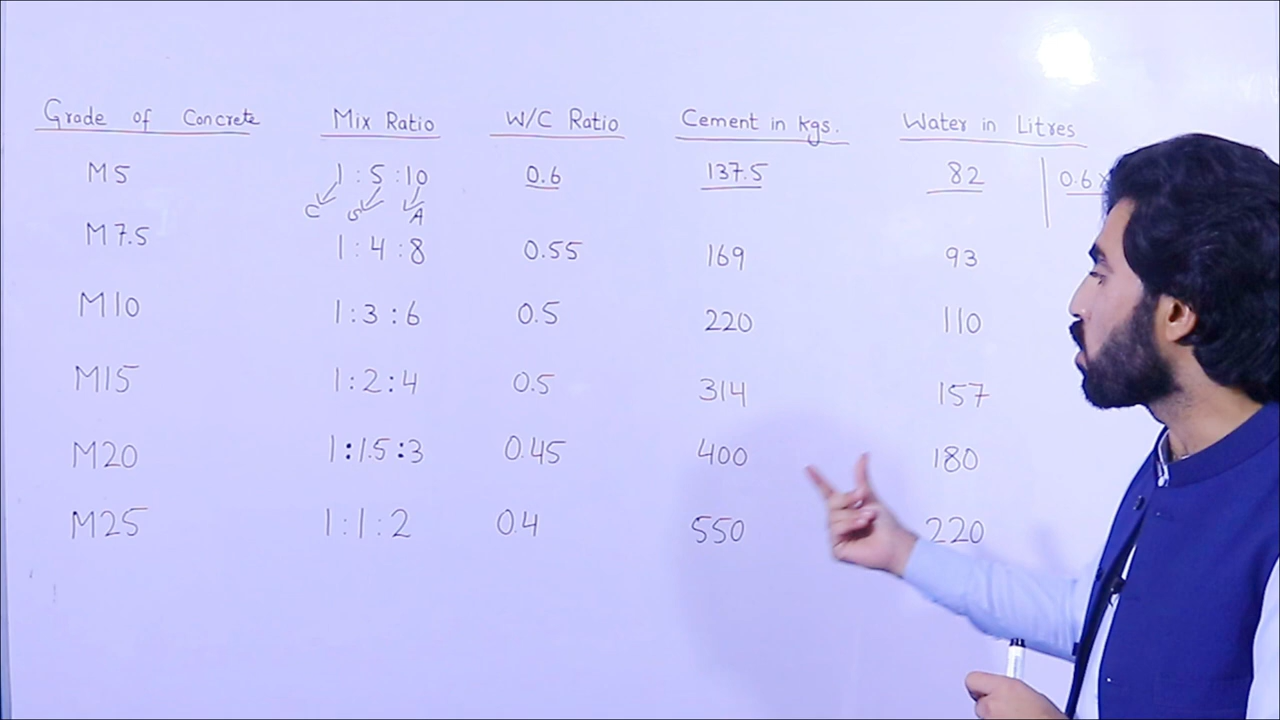 Grade of Concrete Mix Ratio W/C Ratio Cement in kgs. Water in Litres
M5 1 : 5 : 10 0.6 137.5 82 0.6
C S A
M7.5 1 : 4 : 8 0.55 169 93
M10 1 : 3 : 6 0.5 220 110
M15 1 : 2 : 4 0.5 314 157
M20 1 : 1.5 : 3 0.45 400 180
M25 1 : 1 : 2 0.4 550 220